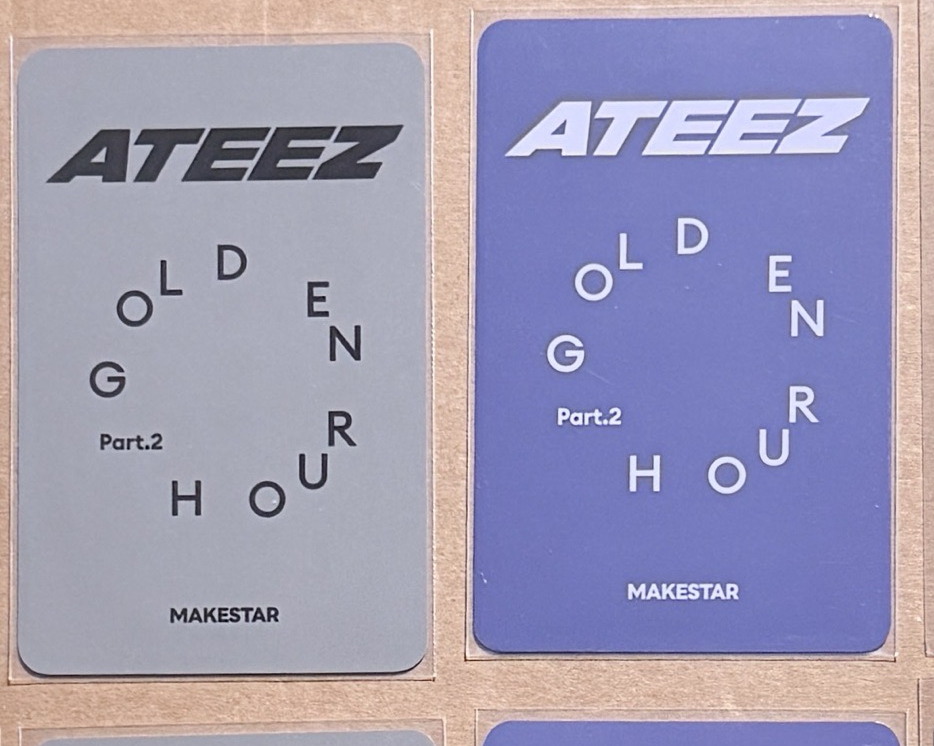 ATEEZ
GOLDEN
HOUR
Part.2
MAKESTAR
ATEEZ
GOLDEN
HOUR
Part.2
MAKESTAR